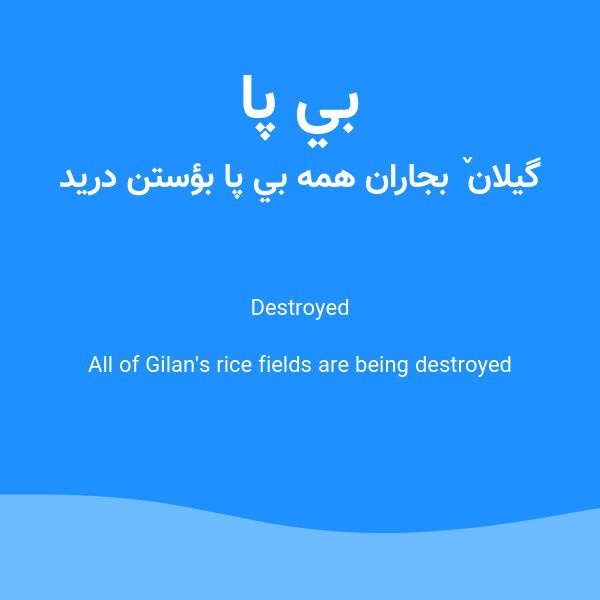 بي پا
گيلانˇ بجاران همه بي پا بؤستن دريد
Destroyed
All of Gilan's rice fields are being destroyed